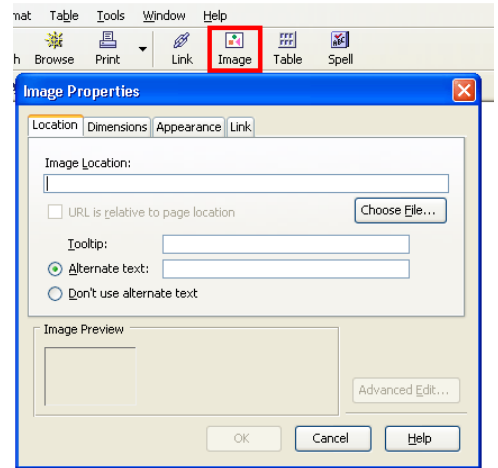 mat Table Tools Window Help
h Browse Print Link Image Table Spell
Image Properties
Location Dimensions Appearance Link
Image Location:
URL is relative to page location
Choose File...
Tooltip:
Alternate text:
Don't use alternate text
Image Preview
Advanced Edit...
OK Cancel Help